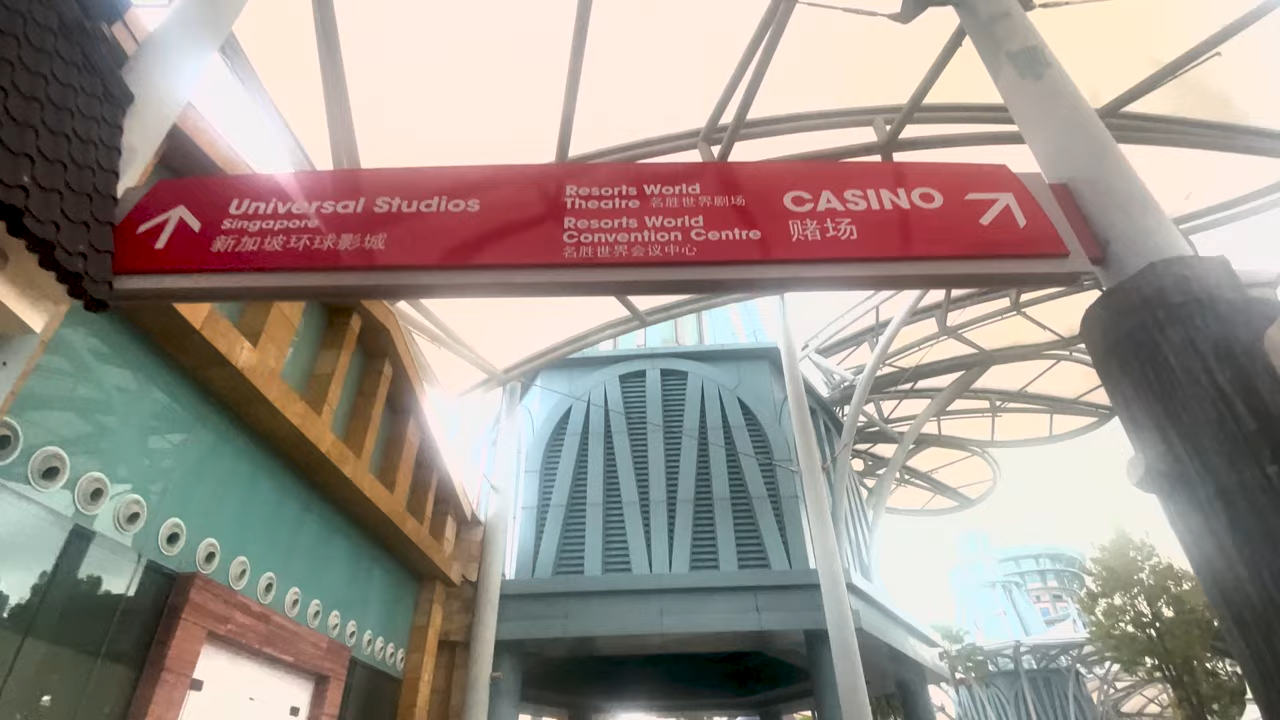 Universal Studios
Singapore
新加坡环球影城
Resorts World
Theatre 名胜世界剧场
Resorts World
Convention Centre
名胜世界会议中心
CASINO
赌场